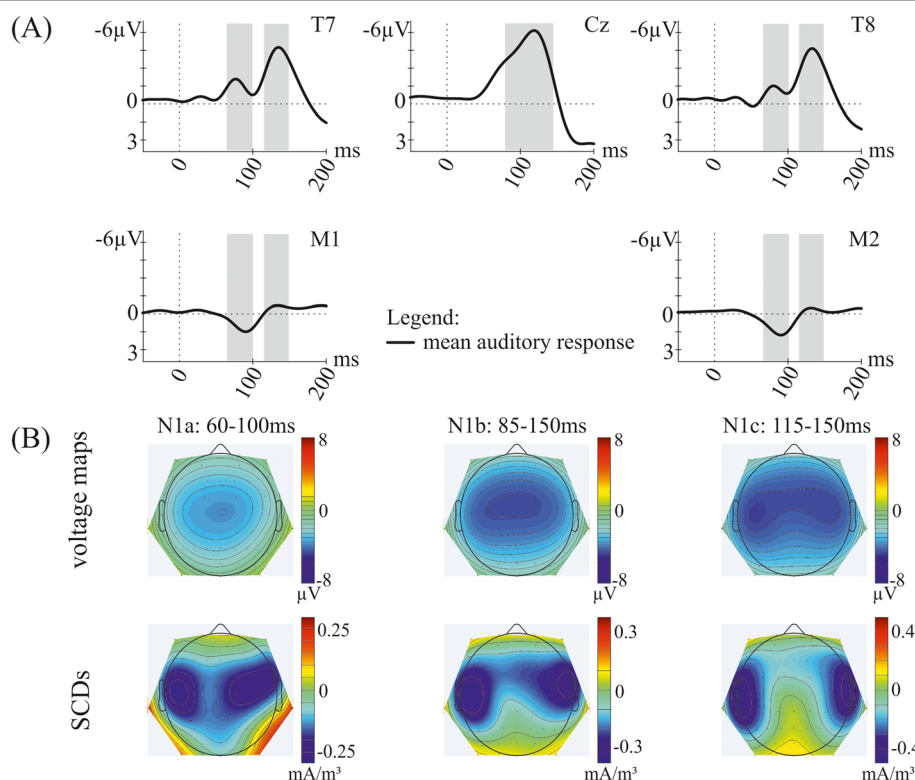 (A)
T7
-6µV
0
3
0
100
200
ms
Cz
-6µV
0
3
0
100
200
ms
T8
-6µV
0
3
0
100
200
ms
M1
-6µV
0
3
0
100
200
ms
Legend:
mean auditory response
M2
-6µV
0
3
0
100
200
ms
(B)
N1a: 60-100ms
N1b: 85-150ms
N1c: 115-150ms
voltage maps
8
0
-8
µV
8
0
-8
µV
8
0
-8
µV
SCDs
0.25
0
-0.25
mA/m³
0.3
0
-0.3
mA/m³
0.4
0
-0.4
mA/m³